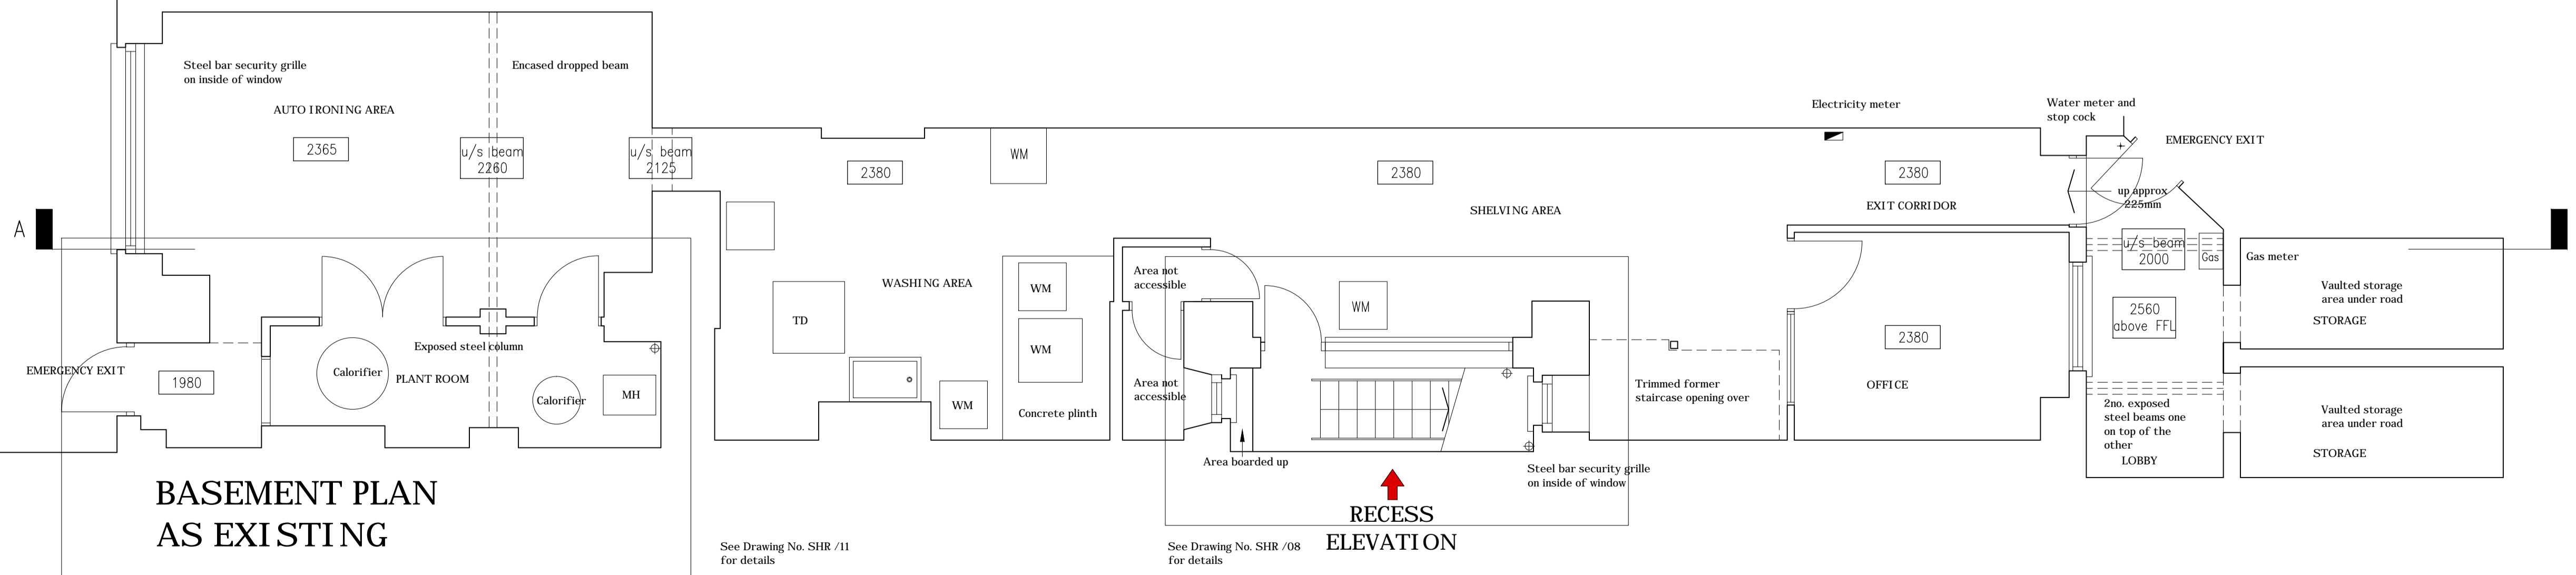 Steel bar security grille
on inside of window
Encased dropped beam
AUTO IRONING AREA
2365
u/s beam
2260
u/s beam
2125
2380
WM
2380
SHELVING AREA
Electricity meter
2380
EXIT CORRIDOR
Water meter and
stop cock
EMERGENCY EXIT
up approx
225mm
A
u/s beam
2000
Gas
Gas meter
Area not
accessible
WASHING AREA
WM
WM
TD
WM
Vaulted storage
area under road
STORAGE
2560
above FFL
2380
OFFICE
Exposed steel column
EMERGENCY EXIT
1980
Calorifier
PLANT ROOM
Calorifier
MH
WM
Concrete plinth
Area not
accessible
Trimmed former
staircase opening over
2no. exposed
steel beams one
on top of the
other
LOBBY
Vaulted storage
area under road
STORAGE
Area boarded up
Steel bar security grille
on inside of window
BASEMENT PLAN
AS EXISTING
RECESS
ELEVATION
See Drawing No. SHR /11
for details
See Drawing No. SHR /08
for details